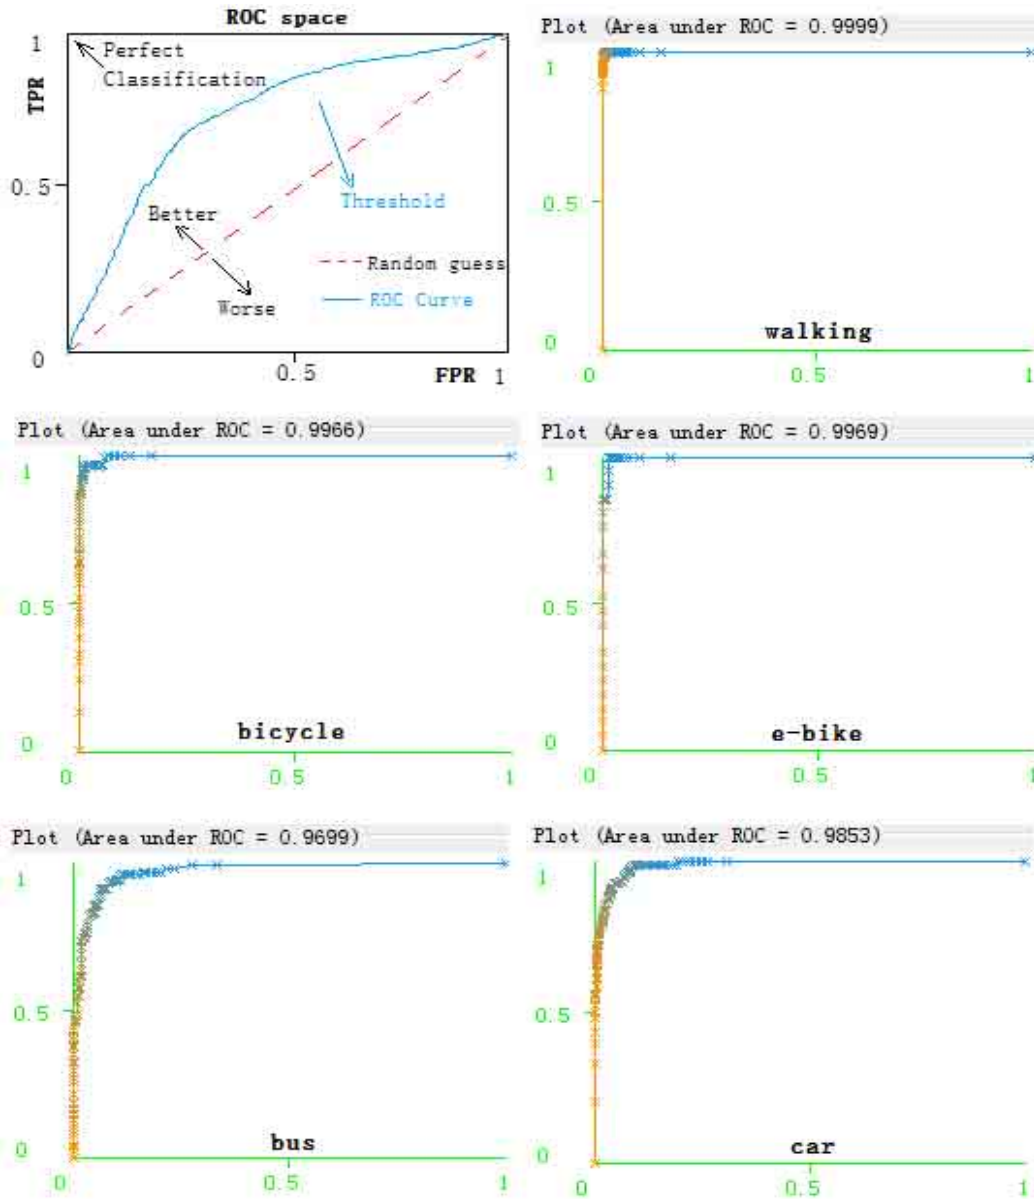 ROC space
1
Perfect
Classification
TPR
0.5
Threshold
Better
Random guess
Worse
ROC Curve
0
0.5
FPR 1
Plot (Area under ROC = 0.9999)
1
0.5
0
walking
0
0.5
1
Plot (Area under ROC = 0.9966)
1
0.5
0
bicycle
0
0.5
1
Plot (Area under ROC = 0.9969)
1
0.5
0
e-bike
0
0.5
1
Plot (Area under ROC = 0.9699)
1
0.5
0
bus
0
0.5
1
Plot (Area under ROC = 0.9853)
1
0.5
0
car
0
0.5
1